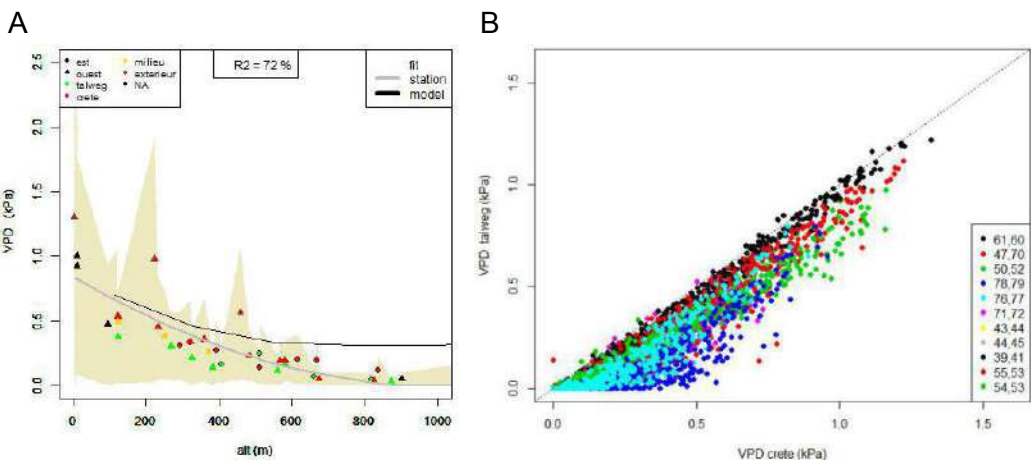 A
B
est
ouest
talweg
crete
milieu
exterieur
NA
R2 = 72 %
fit
station
model
VPD (kPa)
2.5
2.0
1.5
1.0
0.5
0.0
0 200 400 600 800 1000
alt (m)
VPD talweg (kPa)
1.5
1.0
0.5
0.0
61,60
47,70
50,52
78,79
76,77
71,72
43,44
44,45
39,41
55,53
54,53
0.0 0.5 1.0 1.5
VPD crete (kPa)